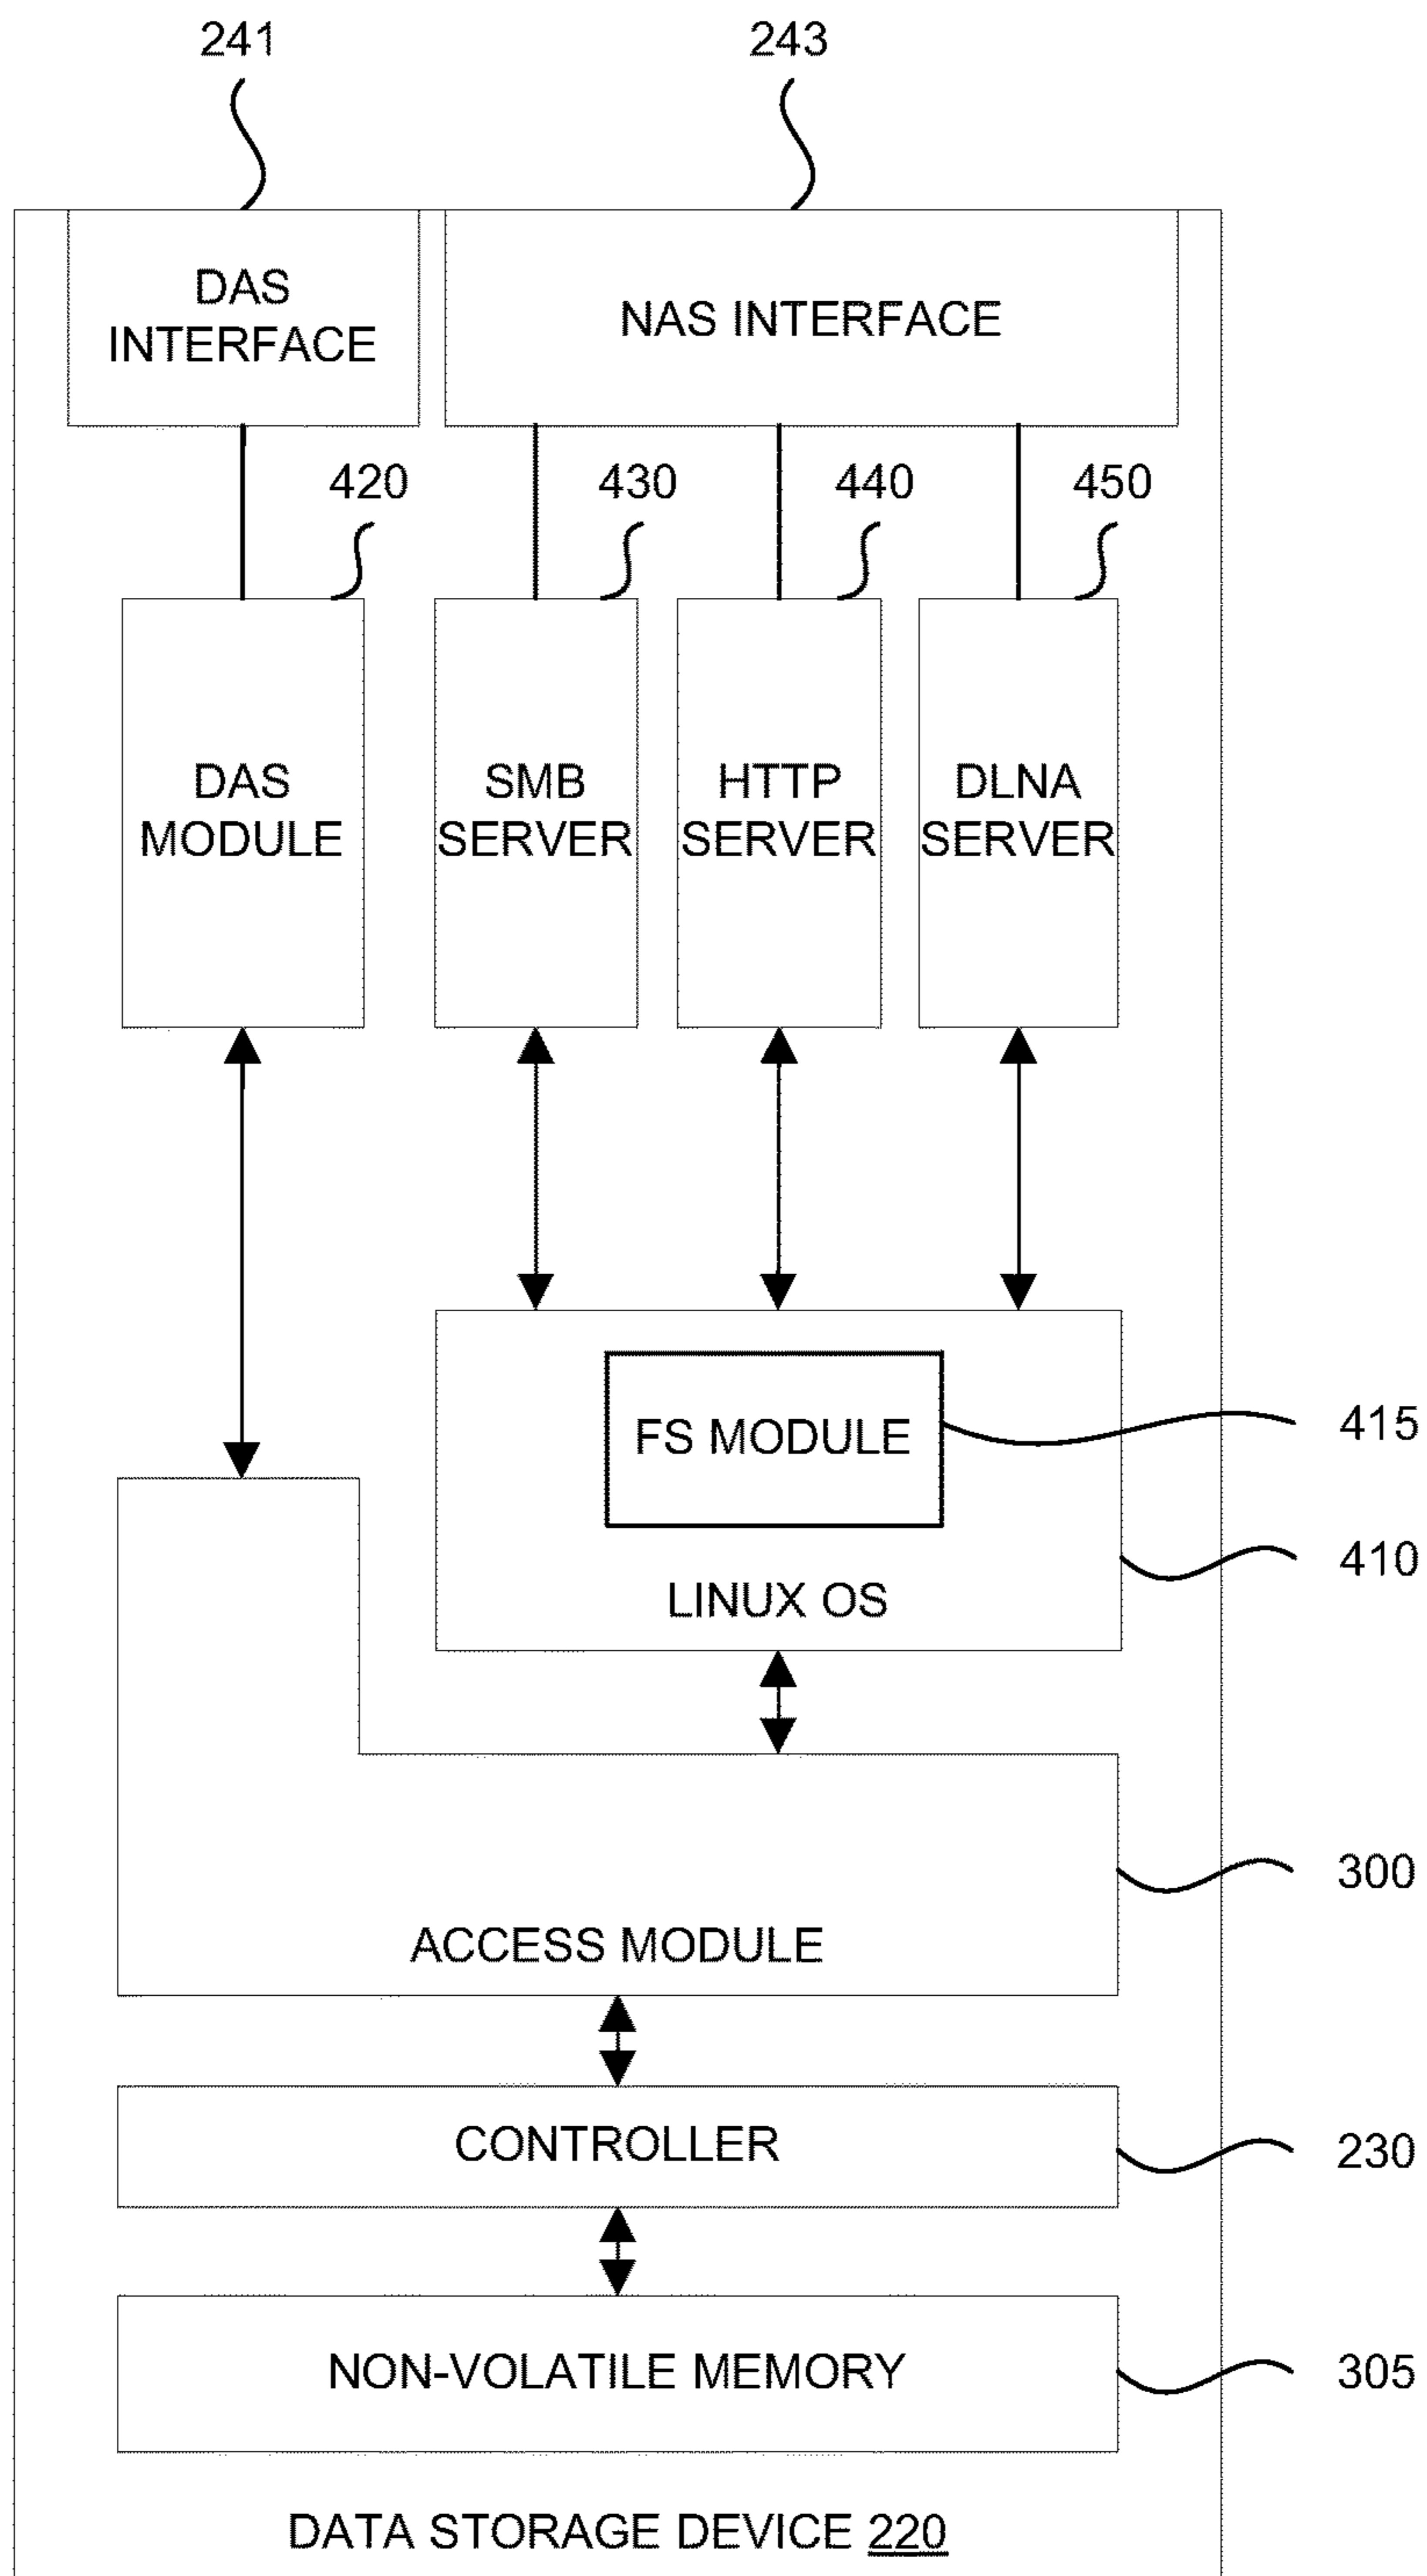 241
243
DAS
INTERFACE
NAS INTERFACE
420
430
440
450
DAS
MODULE
SMB
SERVER
HTTP
SERVER
DLNA
SERVER
FS MODULE
415
LINUX OS
410
300
ACCESS MODULE
CONTROLLER
230
NON-VOLATILE MEMORY
305
DATA STORAGE DEVICE 220